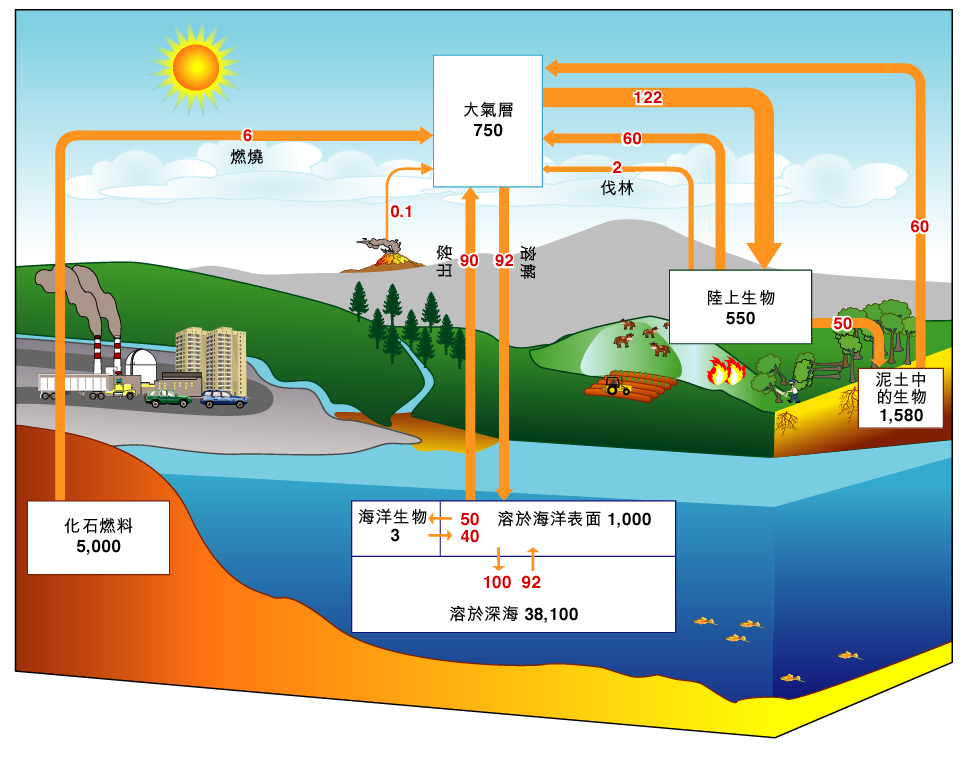 大氣層
750
122
60
6
燃燒
2
伐林
0.1
60
釋出
90
92
溶解
陸上生物
550
50
泥土中
的生物
1,580
化石燃料
5,000
海洋生物
3
50
40
溶於海洋表面 1,000
100
92
溶於深海 38,100